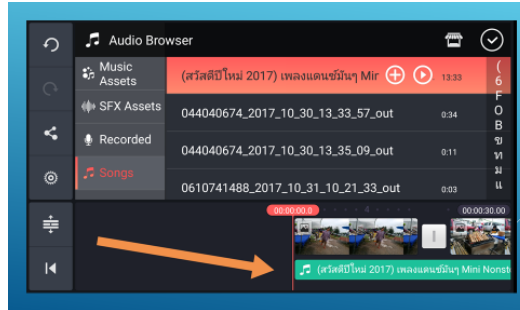 Audio Browser
Music
Assets
SFX Assets
Recorded
Songs
(สวัสดีปีใหม่ 2017) เพลงแดนซ์มันๆ Mir
13:33
044040674_2017_10_30_13_33_57_out
0:34
044040674_2017_10_30_13_35_09_out
0:11
0610741488_2017_10_31_10_21_33_out
0:03
(
6
F
O
B
ข
ท
ม
แ
00:00:00.0
00:00:30.00
(สวัสดีปีใหม่ 2017) เพลงแดนซ์มันๆ Mini Nonst